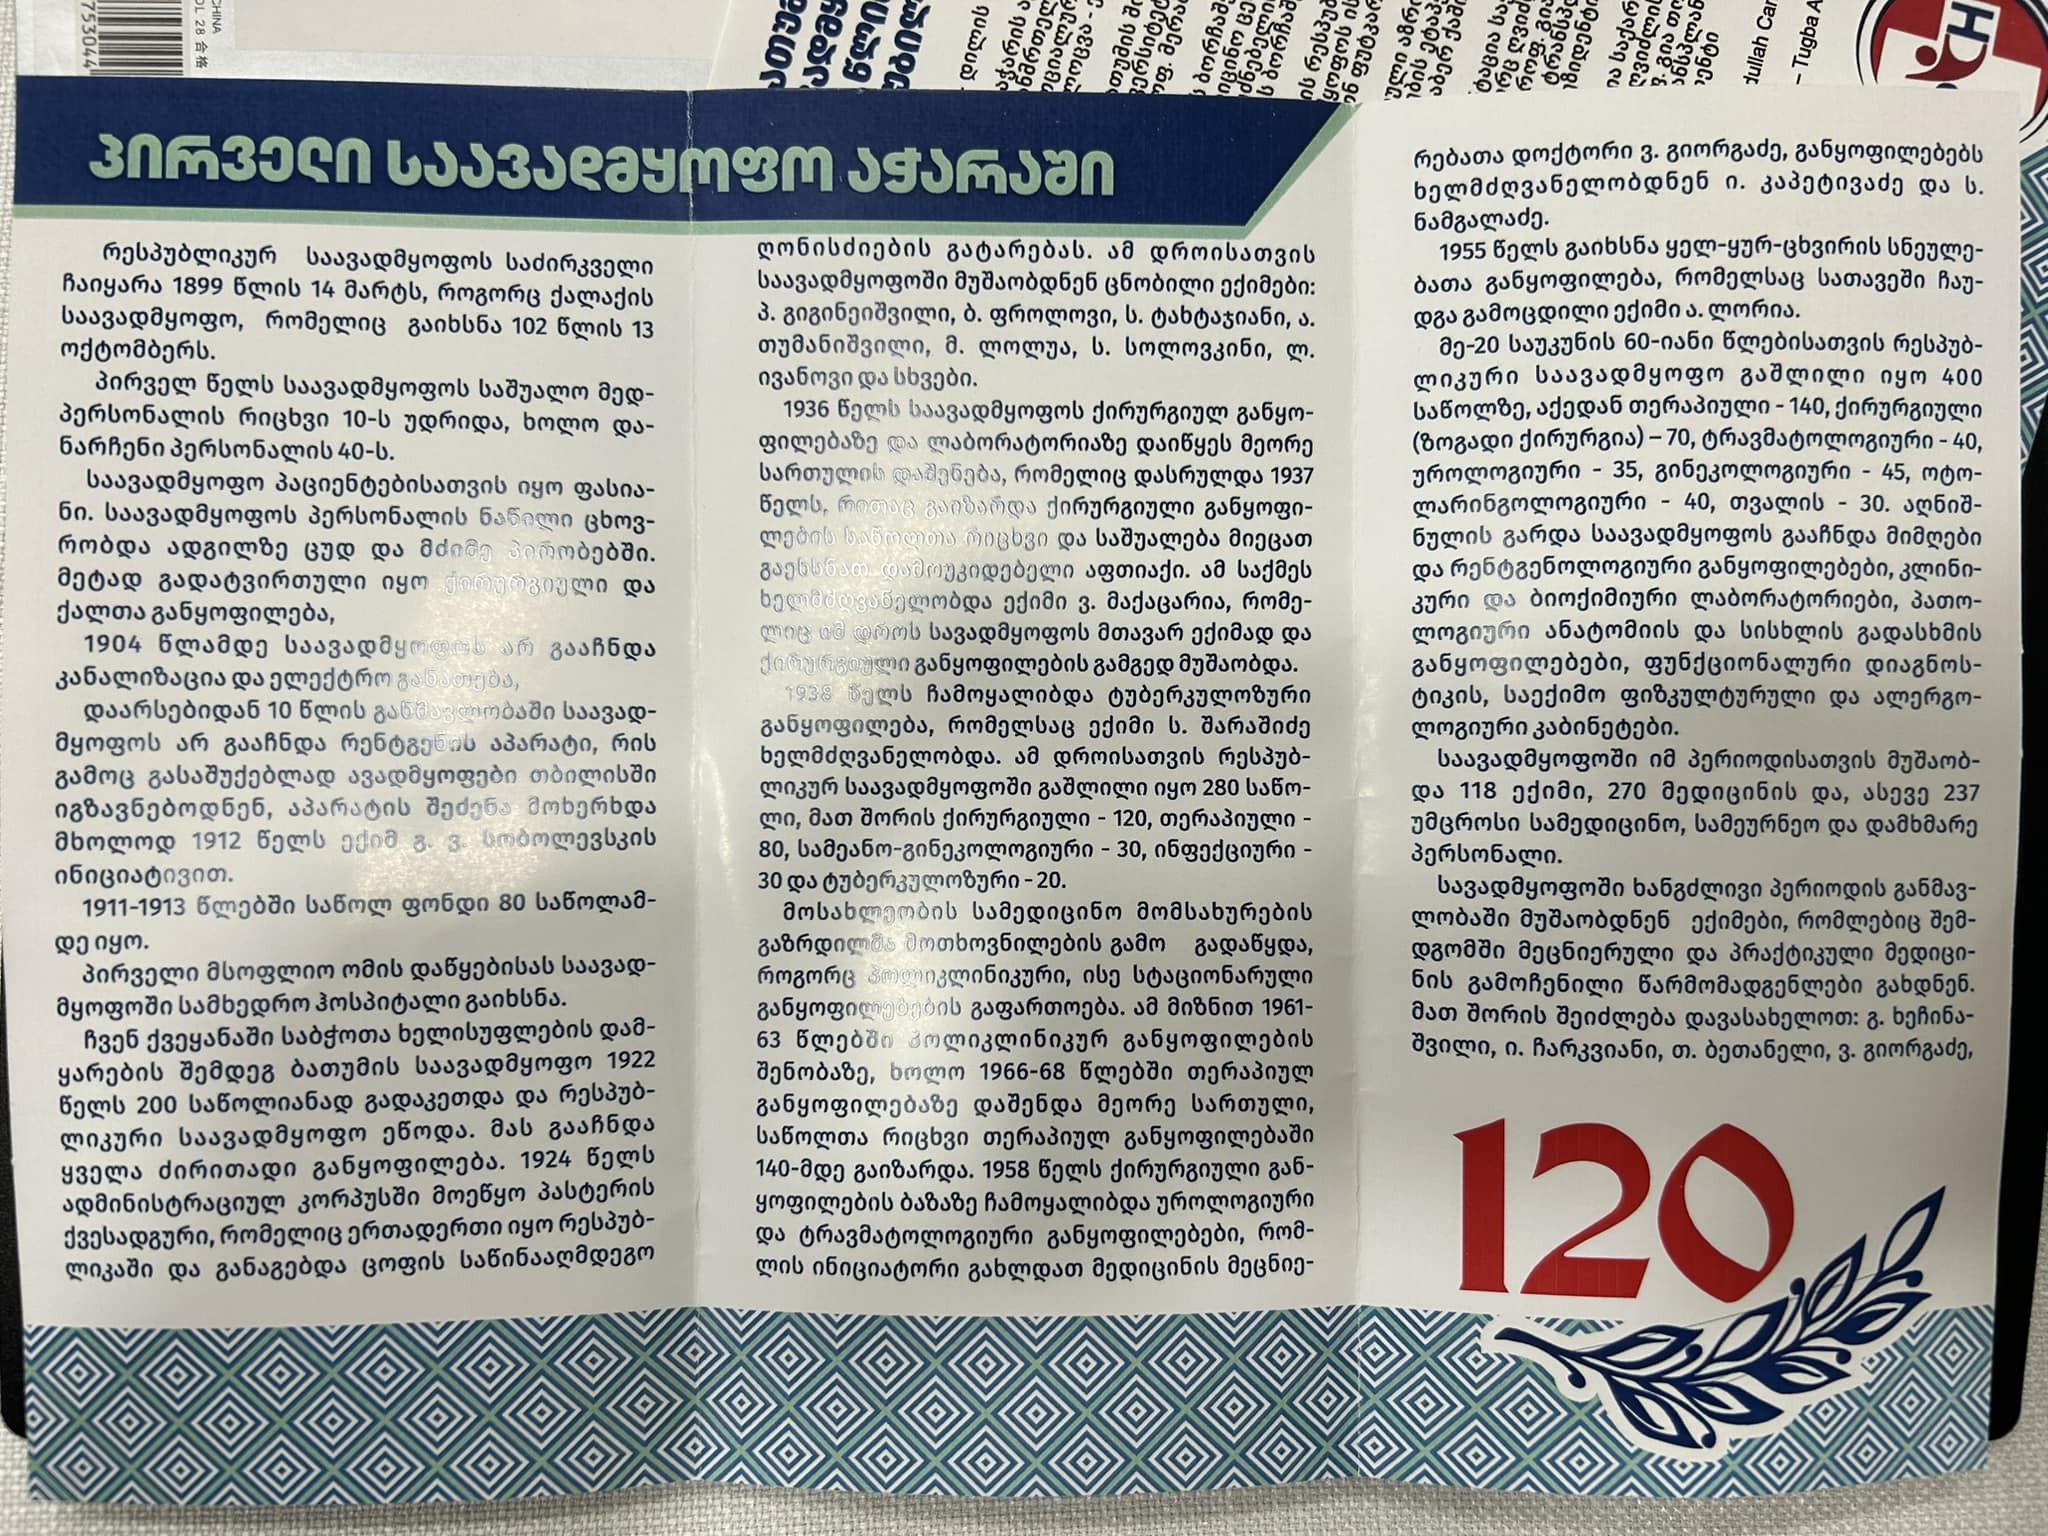 CHINA
OL 28 合格
753044
დილის
dullah Car
– Tugba A
პირველი საავადმყოფო აჭარაში
რესპუბლიკურ საავადმყოფოს საძირკველი
ჩაიყარა 1899 წლის 14 მარტს, როგორც ქალაქის
საავადმყოფო, რომელიც გაიხსნა 102 წლის 13
ოქტომბერს.
პირველ წელს საავადმყოფოს საშუალო მედ-
პერსონალის რიცხვი 10-ს უდრიდა, ხოლო და-
ნარჩენი პერსონალის 40-ს.
საავადმყოფო პაციენტებისათვის იყო ფასია-
ნი. საავადმყოფოს პერსონალის ნაწილი ცხოვ-
რობდა ადგილზე ცუდ და მძიმე პირობებში.
მეტად გადატვირთული იყო ქირურგიული და
ქალთა განყოფილება,
1904 წლამდე საავადმყოფოს არ გააჩნდა
კანალიზაცია და ელექტრო განათება,
დაარსებიდან 10 წლის განმავლობაში საავად-
მყოფოს არ გააჩნდა რენტგენის აპარატი, რის
გამოც გასაშუქებლად ავადმყოფები თბილისში
იგზავნებოდნენ, აპარატის შეძენა მოხერხდა
მხოლოდ 1912 წელს ექიმ გ. ვ. სობოლევსკის
ინიციატივით.
1911-1913 წლებში საწოლ ფონდი 80 საწოლამ-
დე იყო.
პირველი მსოფლიო ომის დაწყებისას საავად-
მყოფოში სამხედრო ჰოსპიტალი გაიხსნა.
ჩვენ ქვეყანაში საბჭოთა ხელისუფლების დამ-
ყარების შემდეგ ბათუმის საავადმყოფო 1922
წელს 200 საწოლიანად გადაკეთდა და რესპუბ-
ლიკური საავადმყოფო ეწოდა. მას გააჩნდა
ყველა ძირითადი განყოფილება. 1924 წელს
ადმინისტრაციულ კორპუსში მოეწყო პასტერის
ქვესადგური, რომელიც ერთადერთი იყო რესპუბ-
ლიკაში და განაგებდა ცოფის საწინააღმდეგო
ღონისძიების გატარებას. ამ დროისათვის
საავადმყოფოში მუშაობდნენ ცნობილი ექიმები:
პ. გიგინეიშვილი, ბ. ფროლოვი, ს. ტახტაჯიანი, ა.
თუმანიშვილი, მ. ლოლუა, ს. სოლოვკინი, ლ.
ივანოვი და სხვები.
1936 წელს საავადმყოფოს ქირურგიულ განყო-
ფილებაზე და ლაბორატორიაზე დაიწყეს მეორე
სართულის დაშენება, რომელიც დასრულდა 1937
წელს, რითაც გაიზარდა ქირურგიული განყოფი-
ლების საწოლთა რიცხვი და საშუალება მიეცათ
გაეხსნათ დამოუკიდებელი აფთიაქი. ამ საქმეს
ხელმძღვანელობდა ექიმი ვ. მაქაცარია, რომე-
ლიც იმ დროს სავადმყოფოს მთავარ ექიმად და
ქირურგიული განყოფილების გამგედ მუშაობდა.
1938 წელს ჩამოყალიბდა ტუბერკულოზური
განყოფილება, რომელსაც ექიმი ს. შარაშიძე
ხელმძღვანელობდა. ამ დროისათვის რესპუბ-
ლიკურ საავადმყოფოში გაშლილი იყო 280 საწო-
ლი, მათ შორის ქირურგიული - 120, თერაპიული -
80, სამეანო-გინეკოლოგიური - 30, ინფექციური -
30 და ტუბერკულოზური - 20.
მოსახლეობის სამედიცინო მომსახურების
გაზრდილმა მოთხოვნილების გამო გადაწყდა,
როგორც პოლიკლინიკური, ისე სტაციონარული
განყოფილებების გაფართოება. ამ მიზნით 1961-
63 წლებში პოლიკლინიკურ განყოფილების
შენობაზე, ხოლო 1966-68 წლებში თერაპიულ
განყოფილებაზე დაშენდა მეორე სართული,
საწოლთა რიცხვი თერაპიულ განყოფილებაში
140-მდე გაიზარდა. 1958 წელს ქირურგიული გან-
ყოფილების ბაზაზე ჩამოყალიბდა უროლოგიური
და ტრავმატოლოგიური განყოფილებები, რომ-
ლის ინიციატორი გახლდათ მედიცინის მეცნიე-
რებათა დოქტორი ვ. გიორგაძე, განყოფილებებს
ხელმძღვანელობდნენ ი. კაპეტივაძე და ს.
ნამგალაძე.
1955 წელს გაიხსნა ყელ-ყურ-ცხვირის სნეულე-
ბათა განყოფილება, რომელსაც სათავეში ჩაუ-
დგა გამოცდილი ექიმი ა. ლორია.
მე-20 საუკუნის 60-იანი წლებისათვის რესპუბ-
ლიკური საავადმყოფო გაშლილი იყო 400
საწოლზე, აქედან თერაპიული - 140, ქირურგიული
(ზოგადი ქირურგია) – 70, ტრავმატოლოგიური - 40,
უროლოგიური - 35, გინეკოლოგიური - 45, ოტო-
ლარინგოლოგიური - 40, თვალის - 30. აღნიშ-
ნულის გარდა საავადმყოფოს გააჩნდა მიმღები
და რენტგენოლოგიური განყოფილებები, კლინი-
კური და ბიოქიმიური ლაბორატორიები, პათო-
ლოგიური ანატომიის და სისხლის გადასხმის
განყოფილებები, ფუნქციონალური დიაგნოს-
ტიკის, საექიმო ფიზკულტურული და ალერგო-
ლოგიური კაბინეტები.
საავადმყოფოში იმ პერიოდისათვის მუშაობ-
და 118 ექიმი, 270 მედიცინის და, ასევე 237
უმცროსი სამედიცინო, სამეურნეო და დამხმარე
პერსონალი.
სავადმყოფოში ხანგძლივი პერიოდის განმავ-
ლობაში მუშაობდნენ ექიმები, რომლებიც შემ-
დგომში მეცნიერული და პრაქტიკული მედიცი-
ნის გამოჩენილი წარმომადგენლები გახდნენ.
მათ შორის შეიძლება დავასახელოთ: გ. ხეჩინა-
შვილი, ი. ჩარკვიანი, თ. ბეთანელი, ვ. გიორგაძე,
120